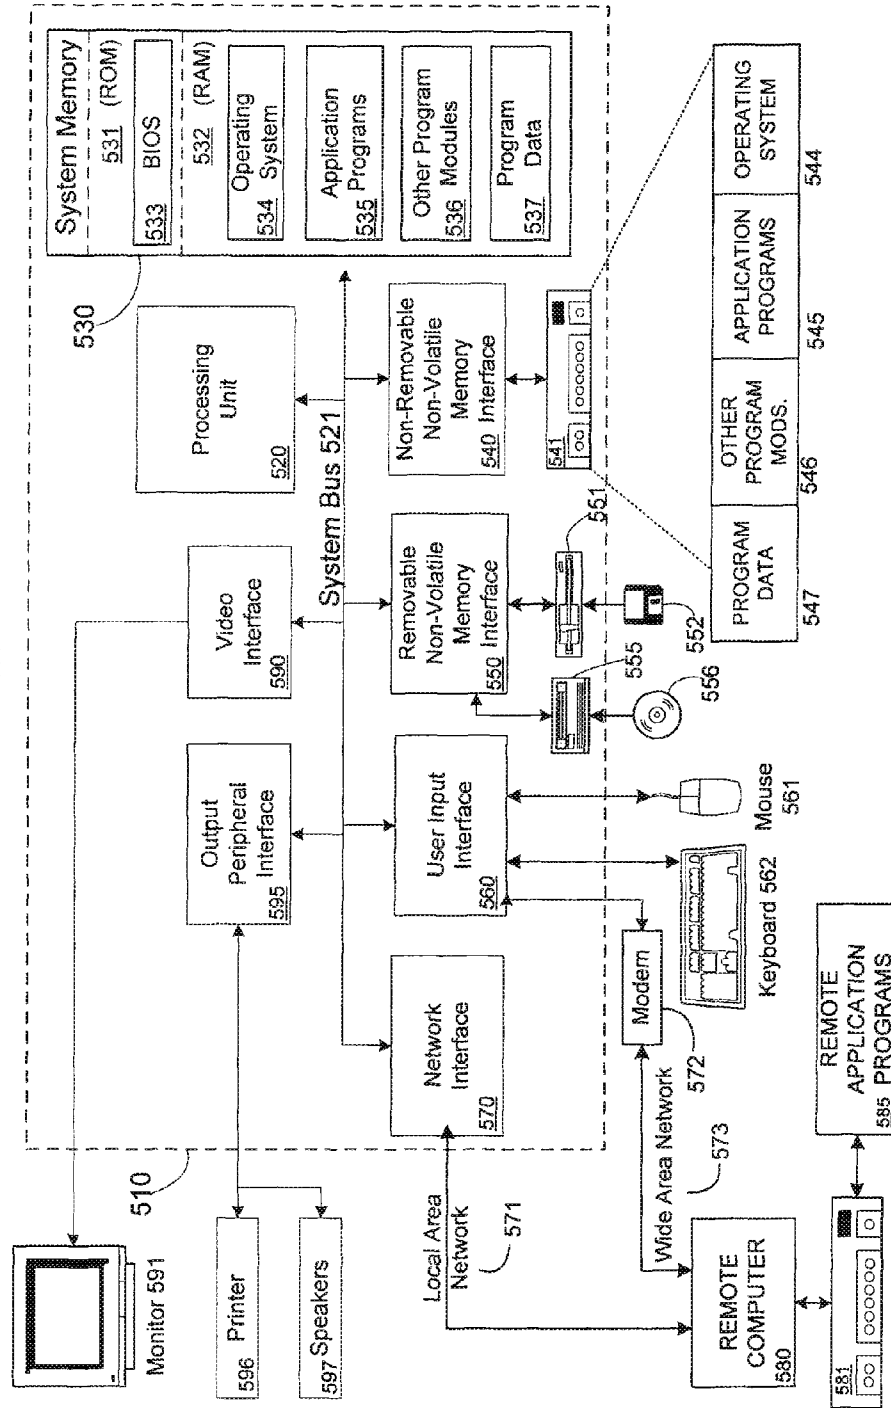 System Memory
531 (ROM)
533 BIOS
532 (RAM)
Operating
System
534
Application
Programs
535
Other Program
Modules
536
Program
Data
537
530
Processing
Unit
520
Video
Interface
590
Output
Peripheral
Interface
595
System Bus 521
Non-Removable
Non-Volatile
Memory
Interface
540
Removable
Non-Volatile
Memory
Interface
550
User Input
Interface
560
Network
Interface
570
510
Monitor 591
596 Printer
597 Speakers
541
551
552
555
556
Mouse
561
Keyboard 562
Modem
572
Local Area
Network
571
Wide Area Network
573
REMOTE
COMPUTER
580
581
REMOTE
APPLICATION
PROGRAMS
585
OPERATING
SYSTEM
544
APPLICATION
PROGRAMS
545
OTHER
PROGRAM
MODS.
546
PROGRAM
DATA
547